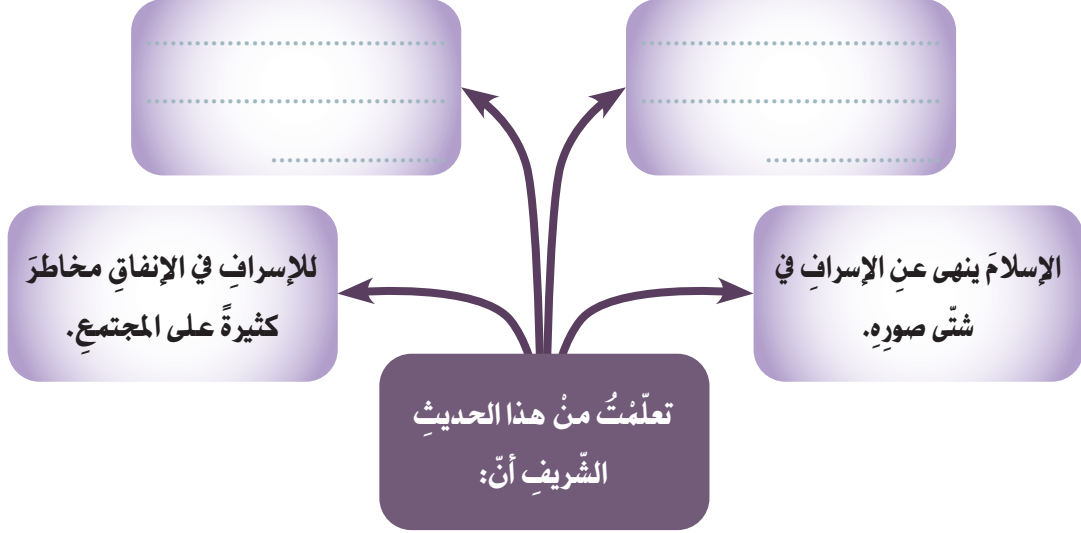 الإسلامَ ينهى عنِ الإسرافِ في
شتّى صورِهِ.
للإسرافِ في الإنفاقِ مخاطرَ
كثيرةً على المجتمعِ.
تعلّمْتُ منْ هذا الحديثِ
الشّريفِ أنّ: